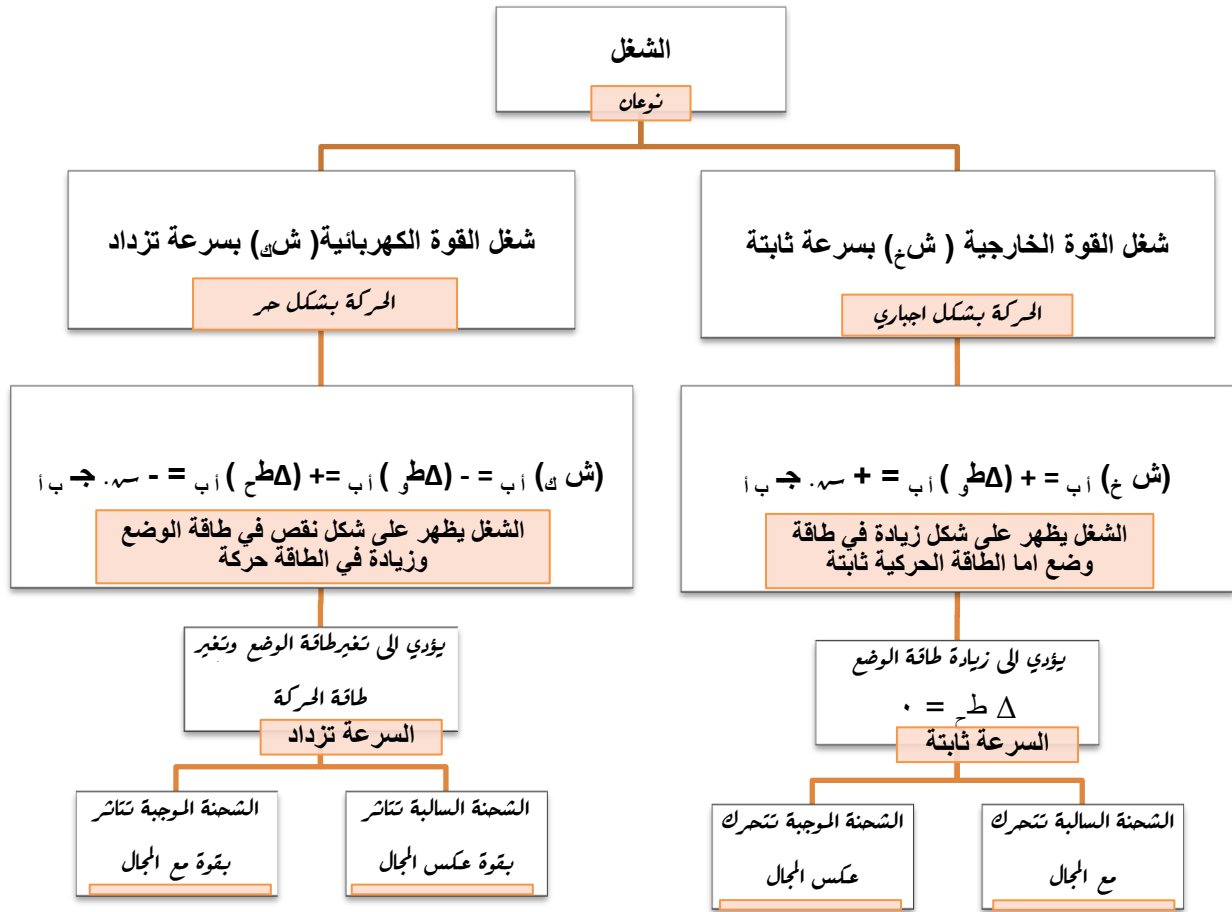 الشغل
نوعان
شغل القوة الخارجية ( شخ) بسرعة ثابتة
الحركة بشكل اجباري
(ش خ) أ ب = + (Δطو ) أ ب = + سہ. جـ ب أ
الشغل يظهر على شكل زيادة في طاقة
وضع اما الطاقة الحركية ثابتة
يؤدي الى زيادة طاقة الوضع
Δ طح = ٠
السرعة ثابتة
الشحنة السالبة تتحرك
مع المجال
الشحنة الموجبة تتحرك
عكس المجال
شغل القوة الكهربائية( شك) بسرعة تزداد
الحركة بشكل حر
(ش ك) أ ب = - (Δطو ) أ ب =+ (Δطح ) أ ب = - سہ. جـ ب أ
الشغل يظهر على شكل نقص في طاقة الوضع
وزيادة في الطاقة حركة
يؤدي الى تغيرطاقة الوضع وتغير
طاقة الحركة
السرعة تزداد
الشحنة السالبة تتاثر
بقوة عكس المجال
الشحنة الموجبة تتاثر
بقوة مع المجال